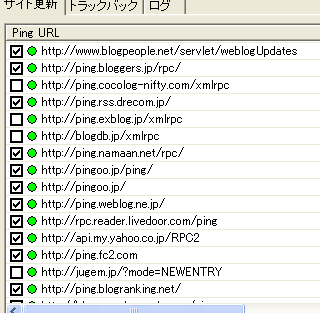 サイト更新 トラックバック ログ
Ping URL
http://www.blogpeople.net/servlet/weblogUpdates
http://ping.bloggers.jp/rpc/
http://ping.cocolog-nifty.com/xmlrpc
http://ping.rss.drecom.jp/
http://ping.exblog.jp/xmlrpc
http://blogdb.jp/xmlrpc
http://ping.namaan.net/rpc/
http://pingoo.jp/ping/
http://pingoo.jp/
http://ping.weblog.ne.jp/
http://rpc.reader.livedoor.com/ping
http://api.my.yahoo.co.jp/RPC2
http://ping.fc2.com
http://jugem.jp/?mode=NEWENTRY
http://ping.blogranking.net/